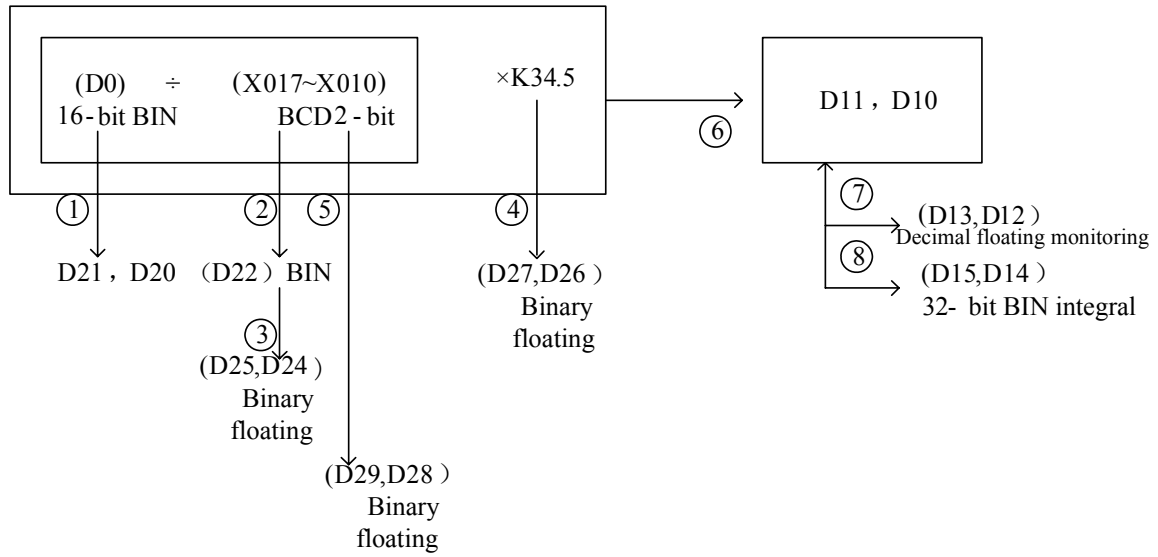 (D0) ÷ (X017~X010) ×K34.5
16-bit BIN BCD2-bit
D11，D10
⑥
① ② ⑤ ④ ⑦
(D13,D12）
Decimal floating monitoring
⑧
D21，D20 （D22）BIN (D27,D26） (D15,D14）
Binary 32- bit BIN integral
floating
③
(D25,D24）
Binary
floating
(D29,D28）
Binary
floating